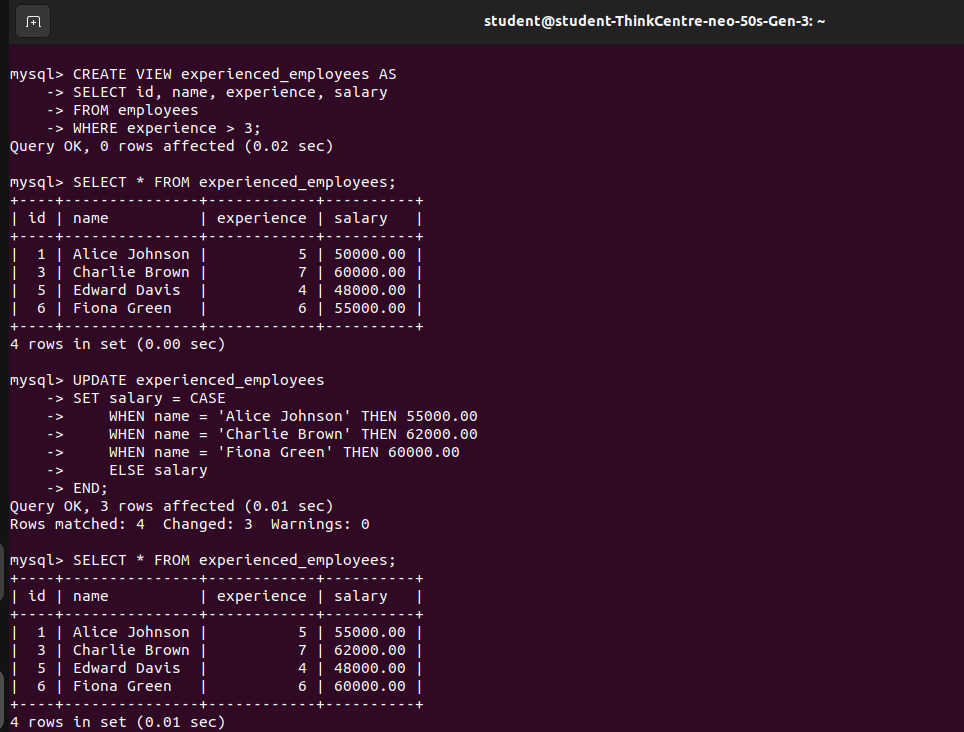 student@student-ThinkCentre-neo-50s-Gen-3: ~
mysql> CREATE VIEW experienced_employees AS
    -> SELECT id, name, experience, salary
    -> FROM employees
    -> WHERE experience > 3;
Query OK, 0 rows affected (0.02 sec)

mysql> SELECT * FROM experienced_employees;
+----+---------------+------------+----------+
| id | name          | experience | salary   |
+----+---------------+------------+----------+
|  1 | Alice Johnson |          5 | 50000.00 |
|  3 | Charlie Brown |          7 | 60000.00 |
|  5 | Edward Davis  |          4 | 48000.00 |
|  6 | Fiona Green   |          6 | 55000.00 |
+----+---------------+------------+----------+
4 rows in set (0.00 sec)

mysql> UPDATE experienced_employees
    -> SET salary = CASE
    ->     WHEN name = 'Alice Johnson' THEN 55000.00
    ->     WHEN name = 'Charlie Brown' THEN 62000.00
    ->     WHEN name = 'Fiona Green' THEN 60000.00
    ->     ELSE salary
    -> END;
Query OK, 3 rows affected (0.01 sec)
Rows matched: 4  Changed: 3  Warnings: 0

mysql> SELECT * FROM experienced_employees;
+----+---------------+------------+----------+
| id | name          | experience | salary   |
+----+---------------+------------+----------+
|  1 | Alice Johnson |          5 | 55000.00 |
|  3 | Charlie Brown |          7 | 62000.00 |
|  5 | Edward Davis  |          4 | 48000.00 |
|  6 | Fiona Green   |          6 | 60000.00 |
+----+---------------+------------+----------+
4 rows in set (0.01 sec)